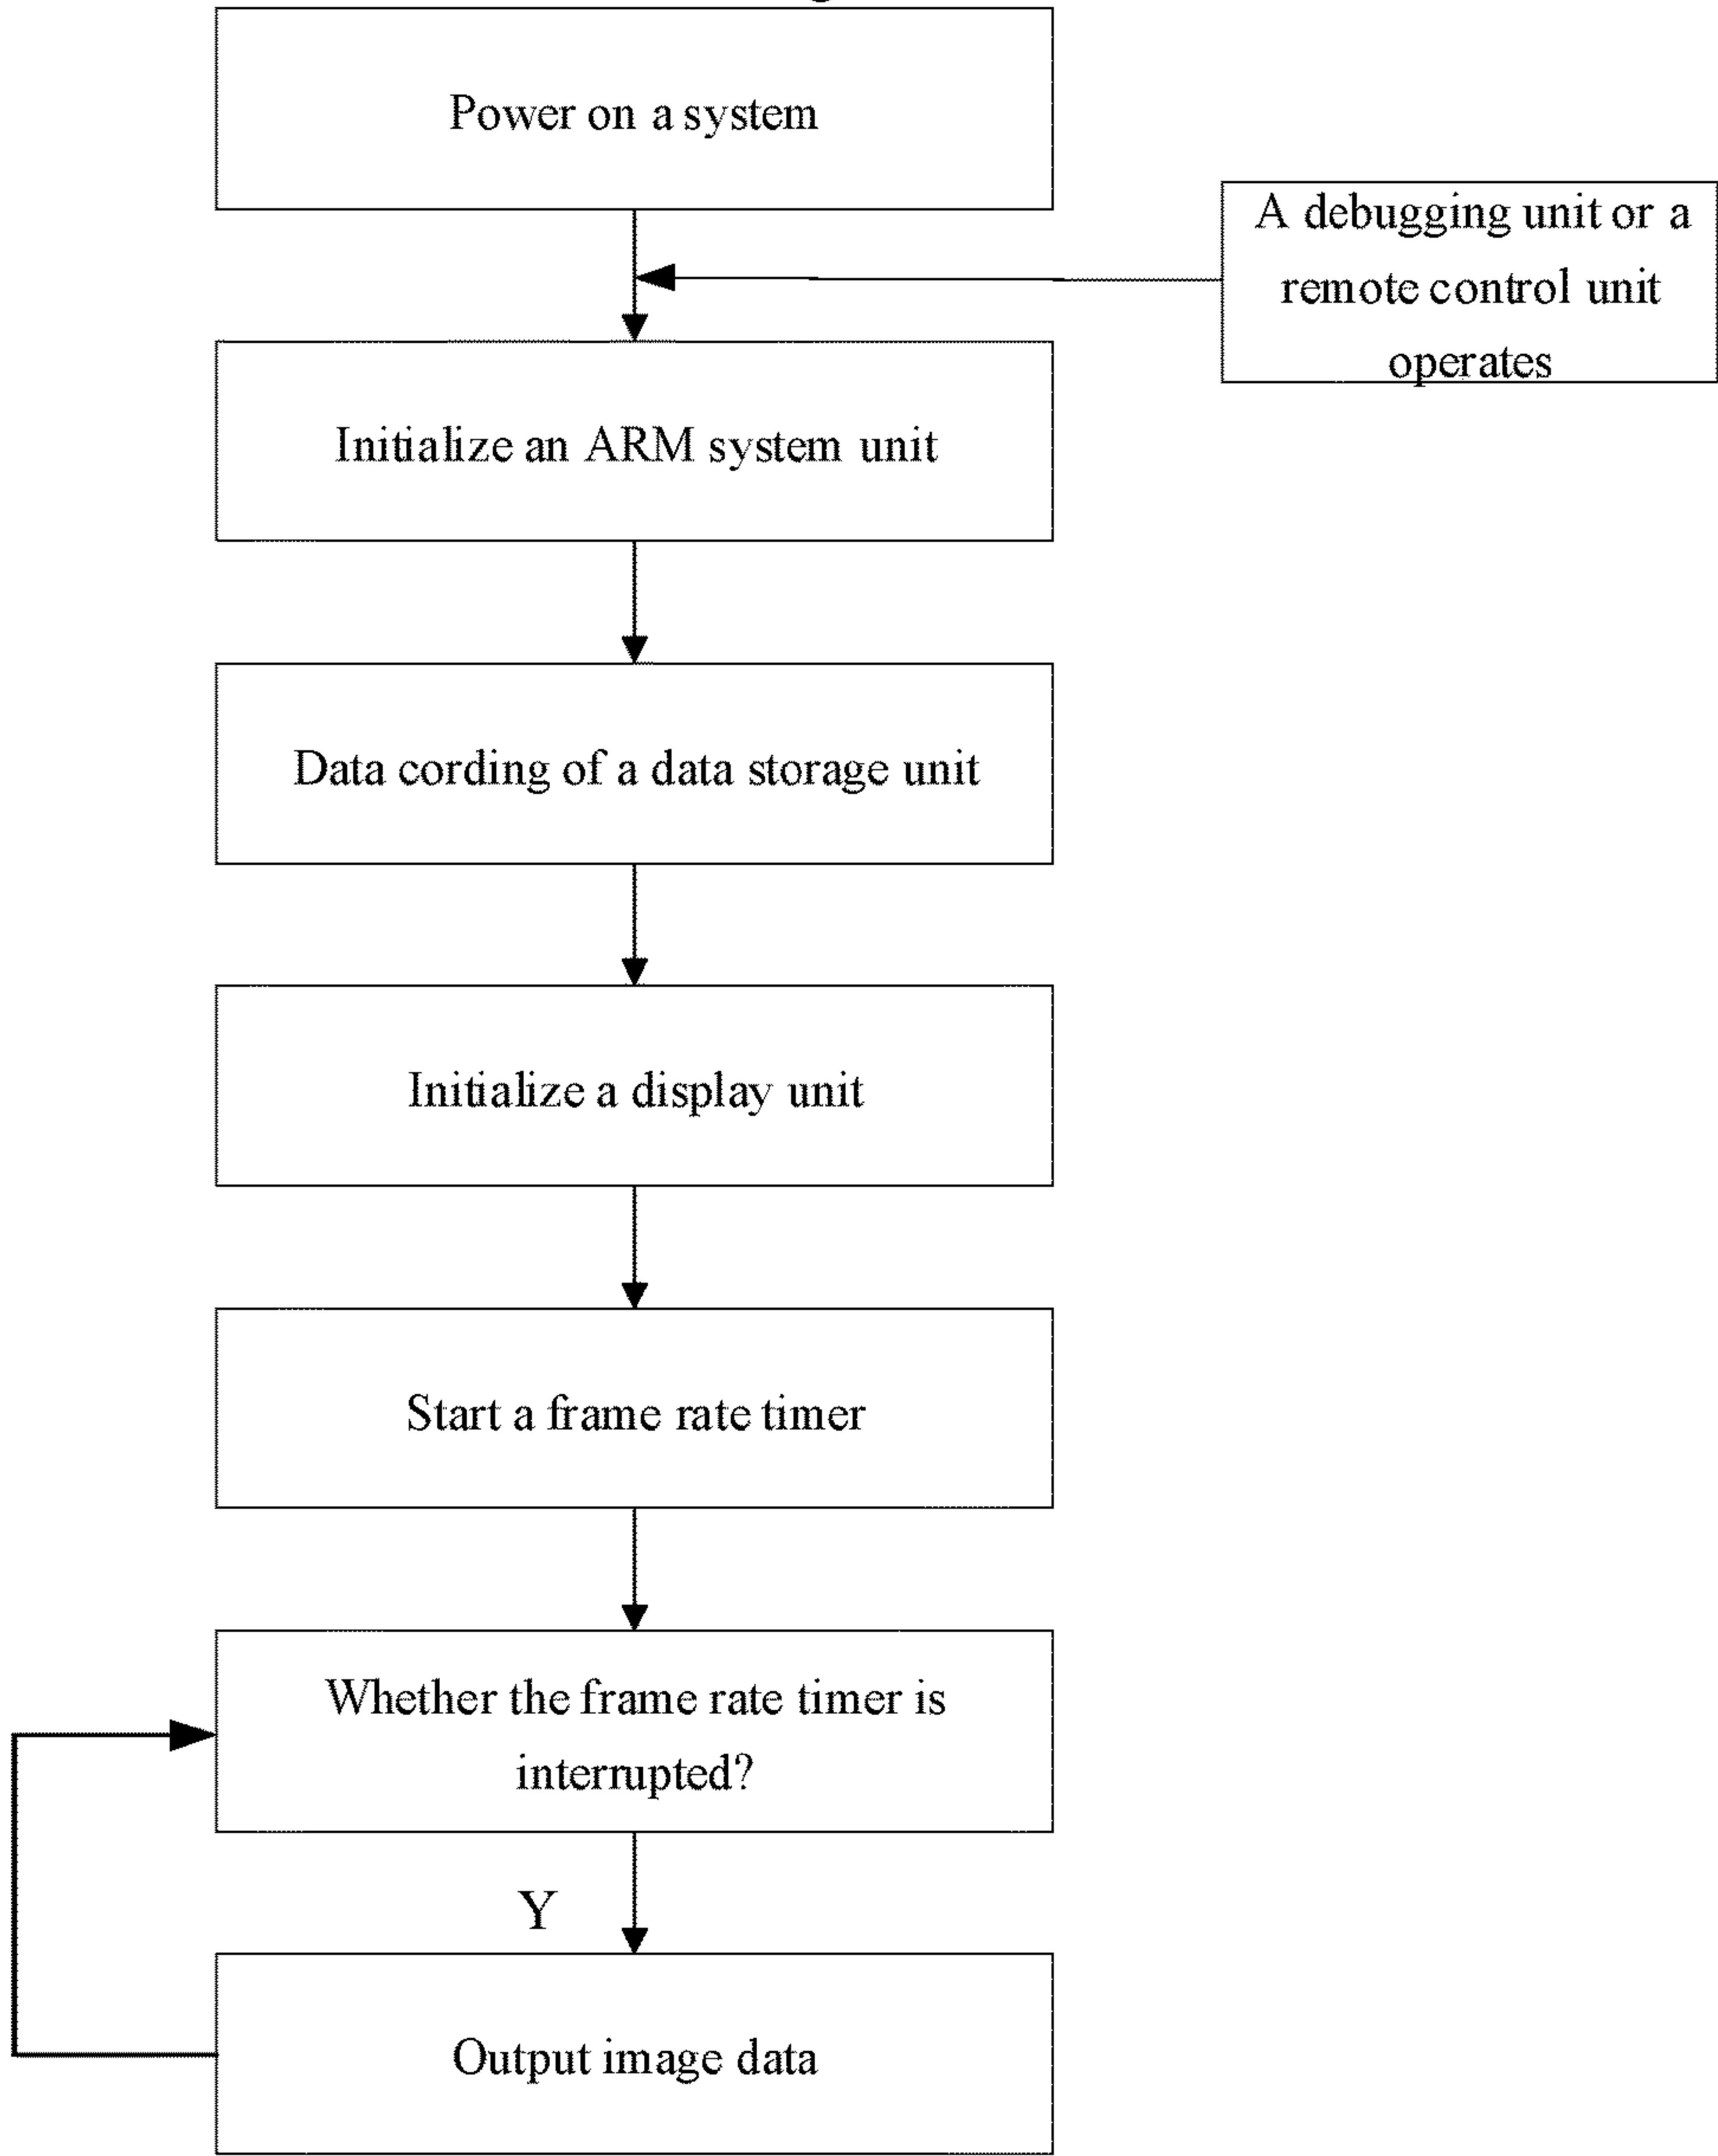 Power on a system
A debugging unit or a
remote control unit
operates
Initialize an ARM system unit
Data cording of a data storage unit
Initialize a display unit
Start a frame rate timer
Whether the frame rate timer is
interrupted?
Y
Output image data